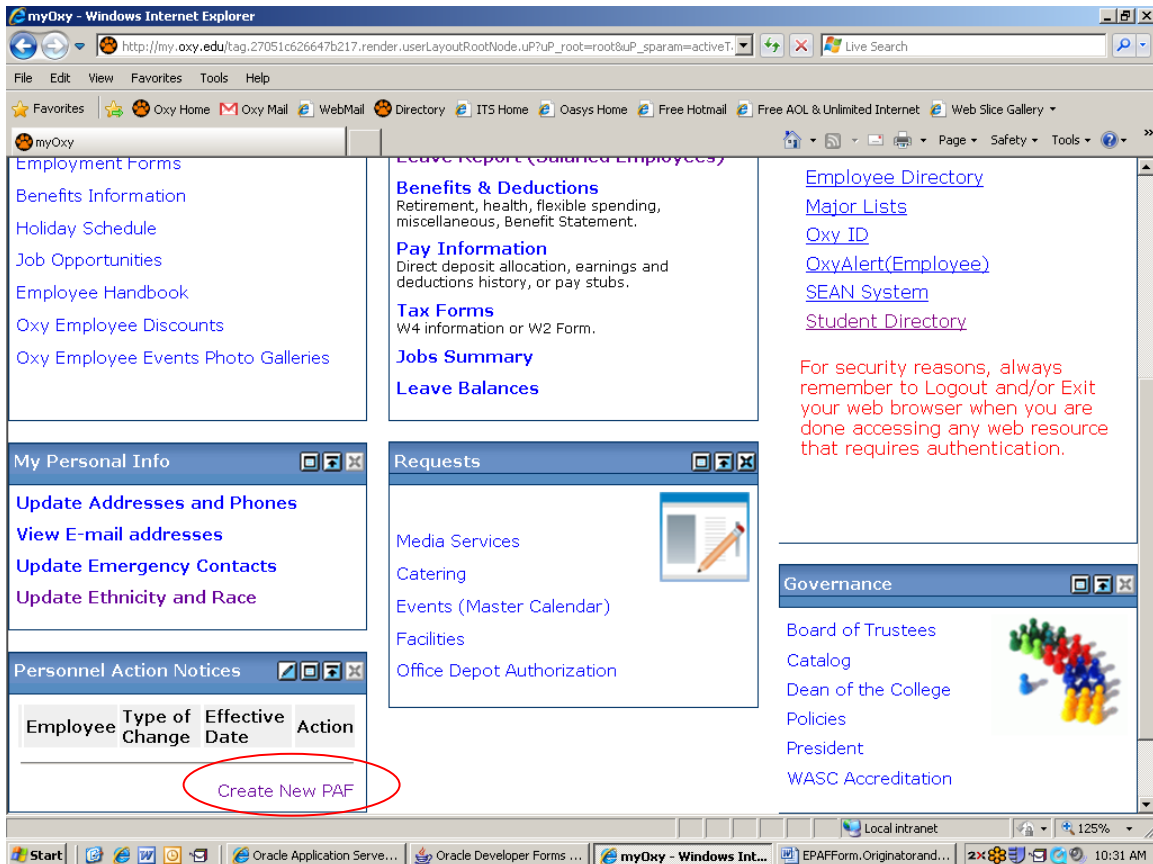 myOxy - Windows Internet Explorer
http://my.oxy.edu/tag.27051c626647b217.render.userLayoutRootNode.uP?uP_root=root&uP_sparam=activeT.
Live Search
File Edit View Favorites Tools Help
Favorites Oxy Home Oxy Mail WebMail Directory ITS Home Oasys Home Free Hotmail Free AOL & Unlimited Internet Web Slice Gallery
myOxy
Page Safety Tools
Employment Forms
Benefits Information
Holiday Schedule
Job Opportunities
Employee Handbook
Oxy Employee Discounts
Oxy Employee Events Photo Galleries
Leave Report (Salaried Employees)
Benefits & Deductions
Retirement, health, flexible spending,
miscellaneous, Benefit Statement.
Pay Information
Direct deposit allocation, earnings and
deductions history, or pay stubs.
Tax Forms
W4 information or W2 Form.
Jobs Summary
Leave Balances
Employee Directory
Major Lists
Oxy ID
OxyAlert(Employee)
SEAN System
Student Directory
For security reasons, always
remember to Logout and/or Exit
your web browser when you are
done accessing any web resource
that requires authentication.
My Personal Info
Update Addresses and Phones
View E-mail addresses
Update Emergency Contacts
Update Ethnicity and Race
Requests
Media Services
Catering
Events (Master Calendar)
Facilities
Office Depot Authorization
Governance
Board of Trustees
Catalog
Dean of the College
Policies
President
WASC Accreditation
Personnel Action Notices
Employee Type of Change Effective Date Action
Create New PAF
Local intranet
125%
Start
Oracle Application Serve...
Oracle Developer Forms ...
myOxy - Windows Int...
EPAFForm.Originatorand...
2X
10:31 AM